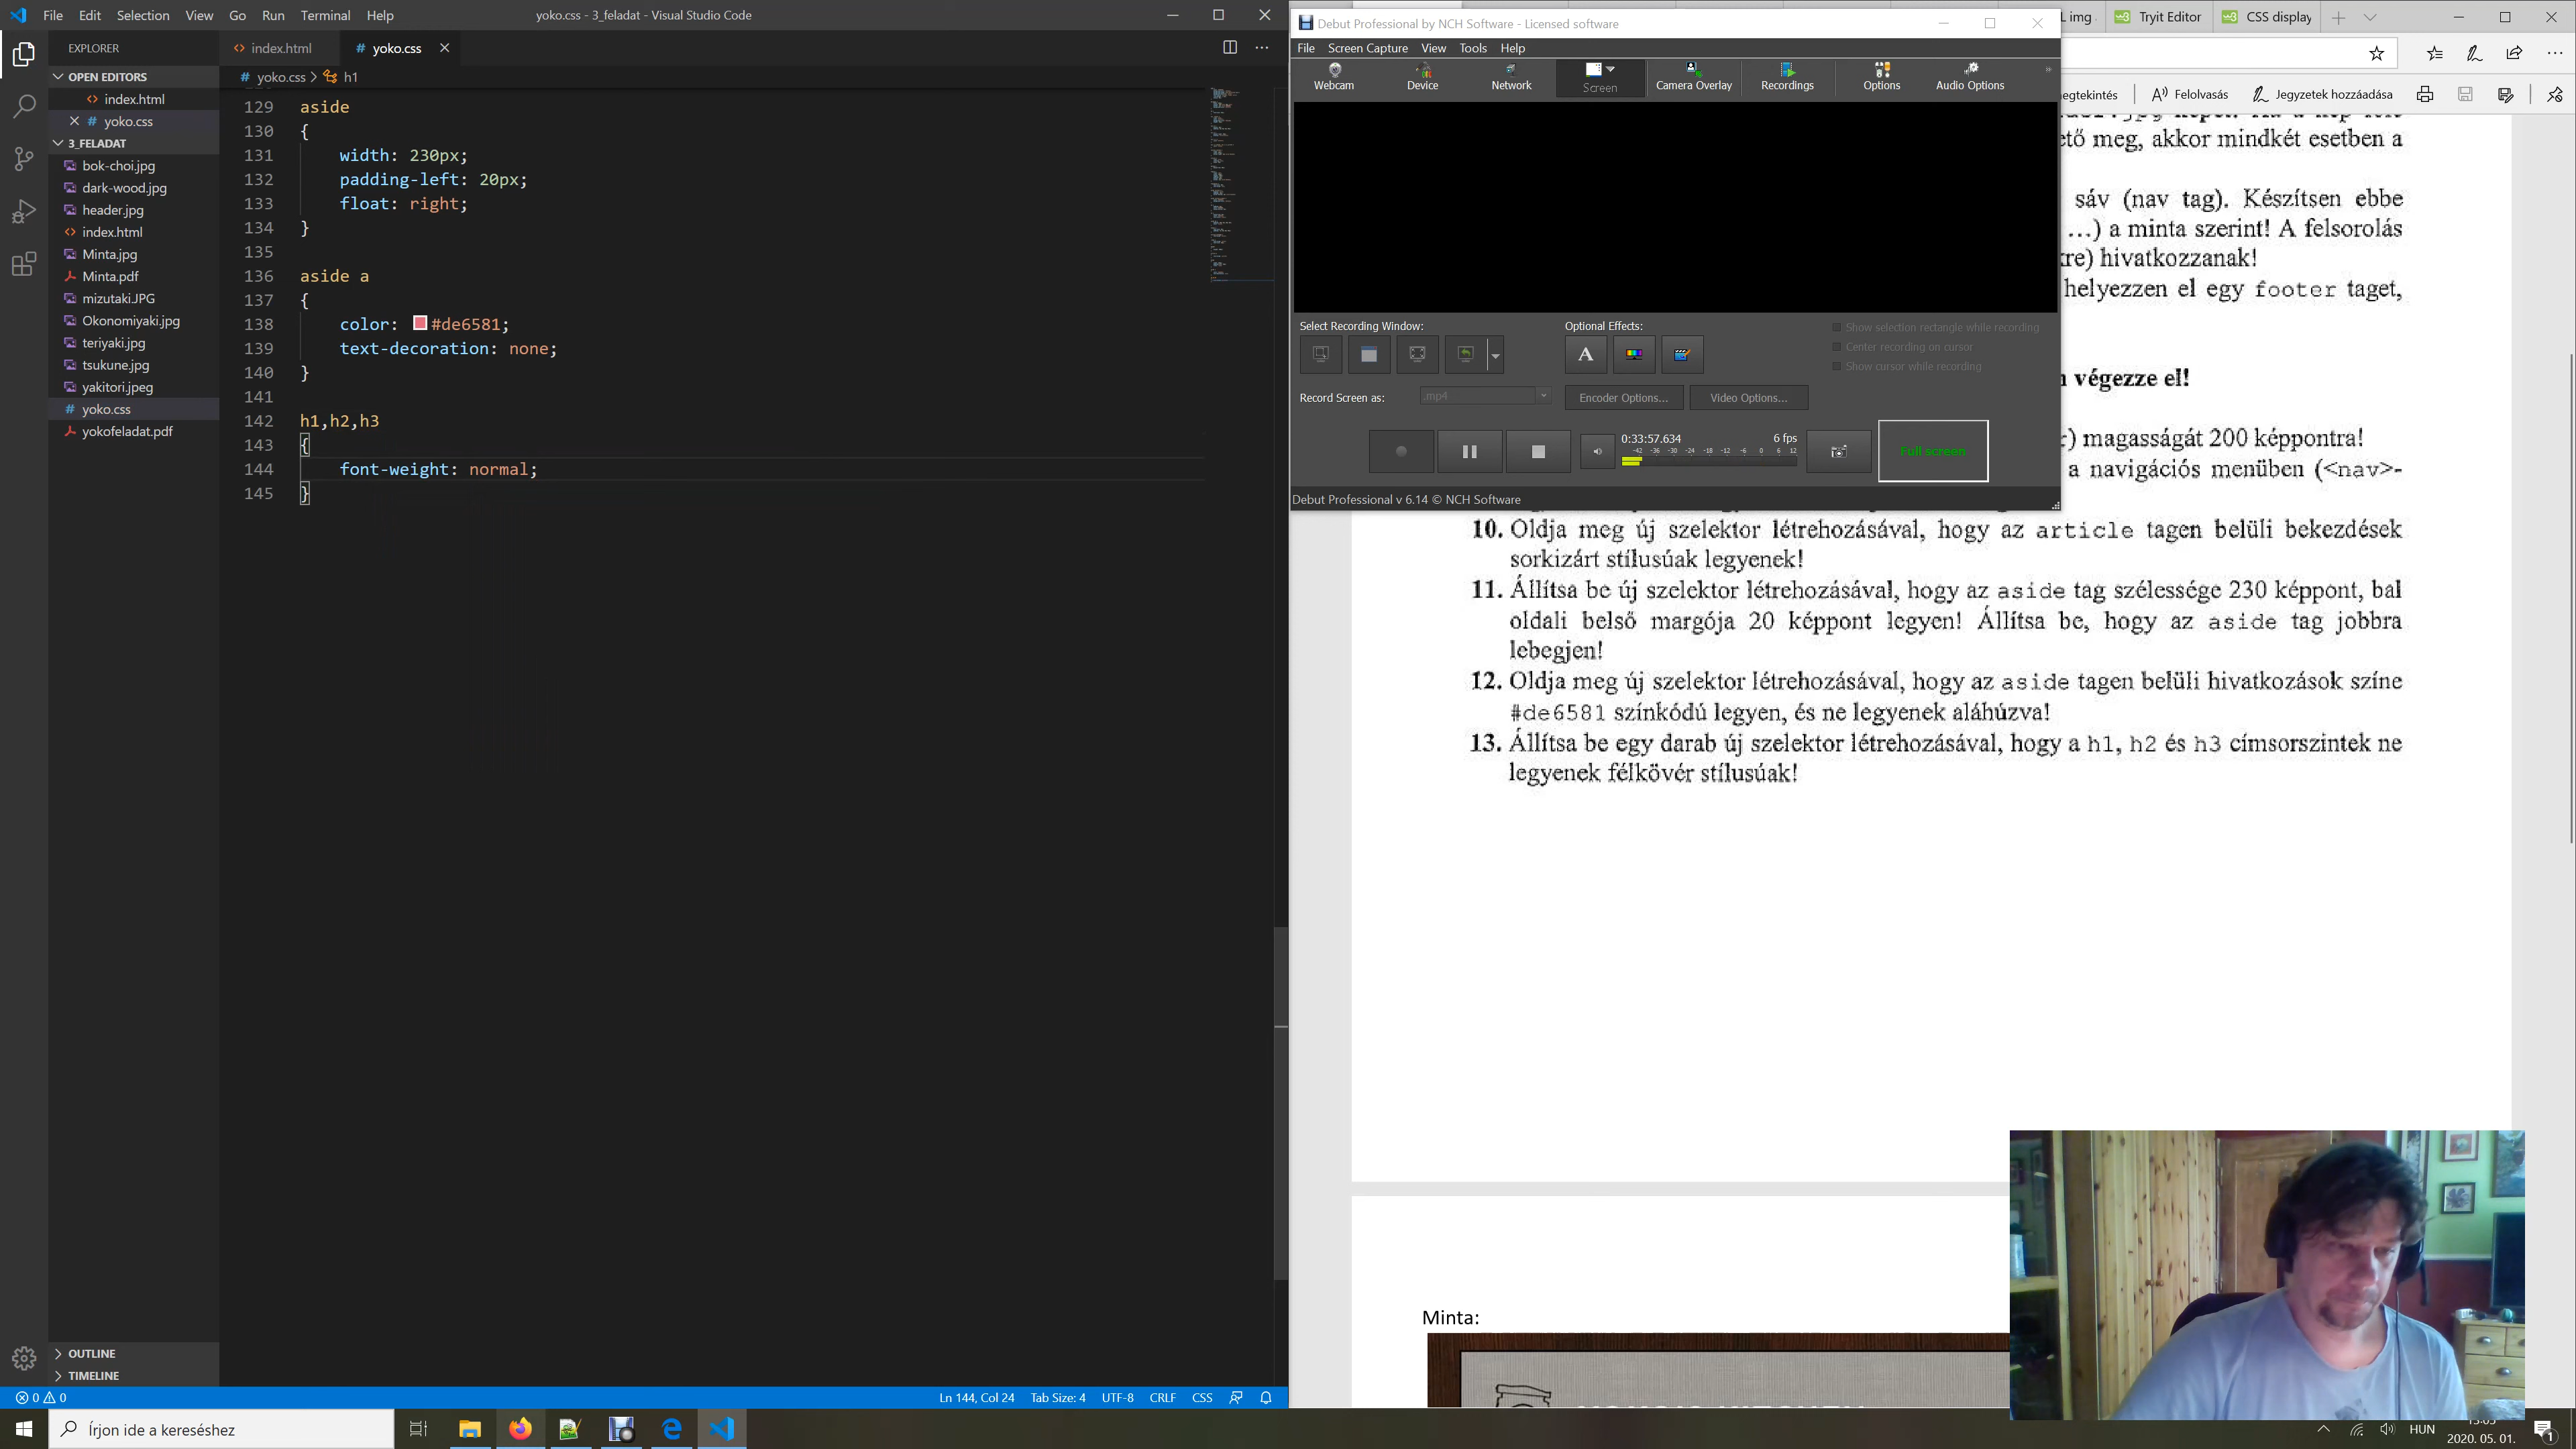 File Edit Selection View Go Run Terminal Help
yoko.css - 3_feladat - Visual Studio Code
EXPLORER
OPEN EDITORS
index.html
yoko.css
3_FELADAT
bok-choi.jpg
dark-wood.jpg
header.jpg
index.html
Minta.jpg
Minta.pdf
mizutaki.JPG
Okonomiyaki.jpg
teriyaki.jpg
tsukune.jpg
yakitori.jpeg
yoko.css
yokofeladat.pdf
OUTLINE
TIMELINE
index.html
# yoko.css
# yoko.css > h1
129 aside
130 {
131 width: 230px;
132 padding-left: 20px;
133 float: right;
134 }
135
136 aside a
137 {
138 color: #de6581;
139 text-decoration: none;
140 }
141
142 h1,h2,h3
143 {
144 font-weight: normal;
145 }
0 0
Ln 144, Col 24 Tab Size: 4 UTF-8 CRLF CSS
L img Tryit Editor CSS display
Felolvasás Jegyzetek hozzáadása
Debut Professional by NCH Software - Licensed software
File Screen Capture View Tools Help
Webcam Device Network Screen Camera Overlay Recordings Options Audio Options
Select Recording Window:
Optional Effects:
Show selection rectangle while recording
Center recording on cursor
Show cursor while recording
Record Screen as: .mp4
Encoder Options... Video Options...
0:33:57.634 6 fps
-42 -36 -30 -24 -18 -12 -6 0 6 12
Full screen
Debut Professional v 6.14 © NCH Software
ető meg, akkor mindkét esetben a
sáv (nav tag). Készítsen ebbe
...) a minta szerint! A felsorolás
hivatkozzanak!
helyezzen el egy footer taget,
végezze el!
magasságát 200 képpontra!
a navigációs menüben (<nav>-
10. Oldja meg új szelektor létrehozásával, hogy az article tagen belüli bekezdések
sorkizárt stílusúak legyenek!
11. Állítsa be új szelektor létrehozásával, hogy az aside tag szélessége 230 képpont, bal
oldali belső margója 20 képpont legyen! Állítsa be, hogy az aside tag jobbra
lebegjen!
12. Oldja meg új szelektor létrehozásával, hogy az aside tagen belüli hivatkozások színe
#de6581 színkódú legyen, és ne legyenek aláhúzva!
13. Állítsa be egy darab új szelektor létrehozásával, hogy a h1, h2 és h3 címsorszintek ne
legyenek félkövér stílusúak!
Minta:
Írjon ide a kereséshez
HUN
2020. 05. 01.
1